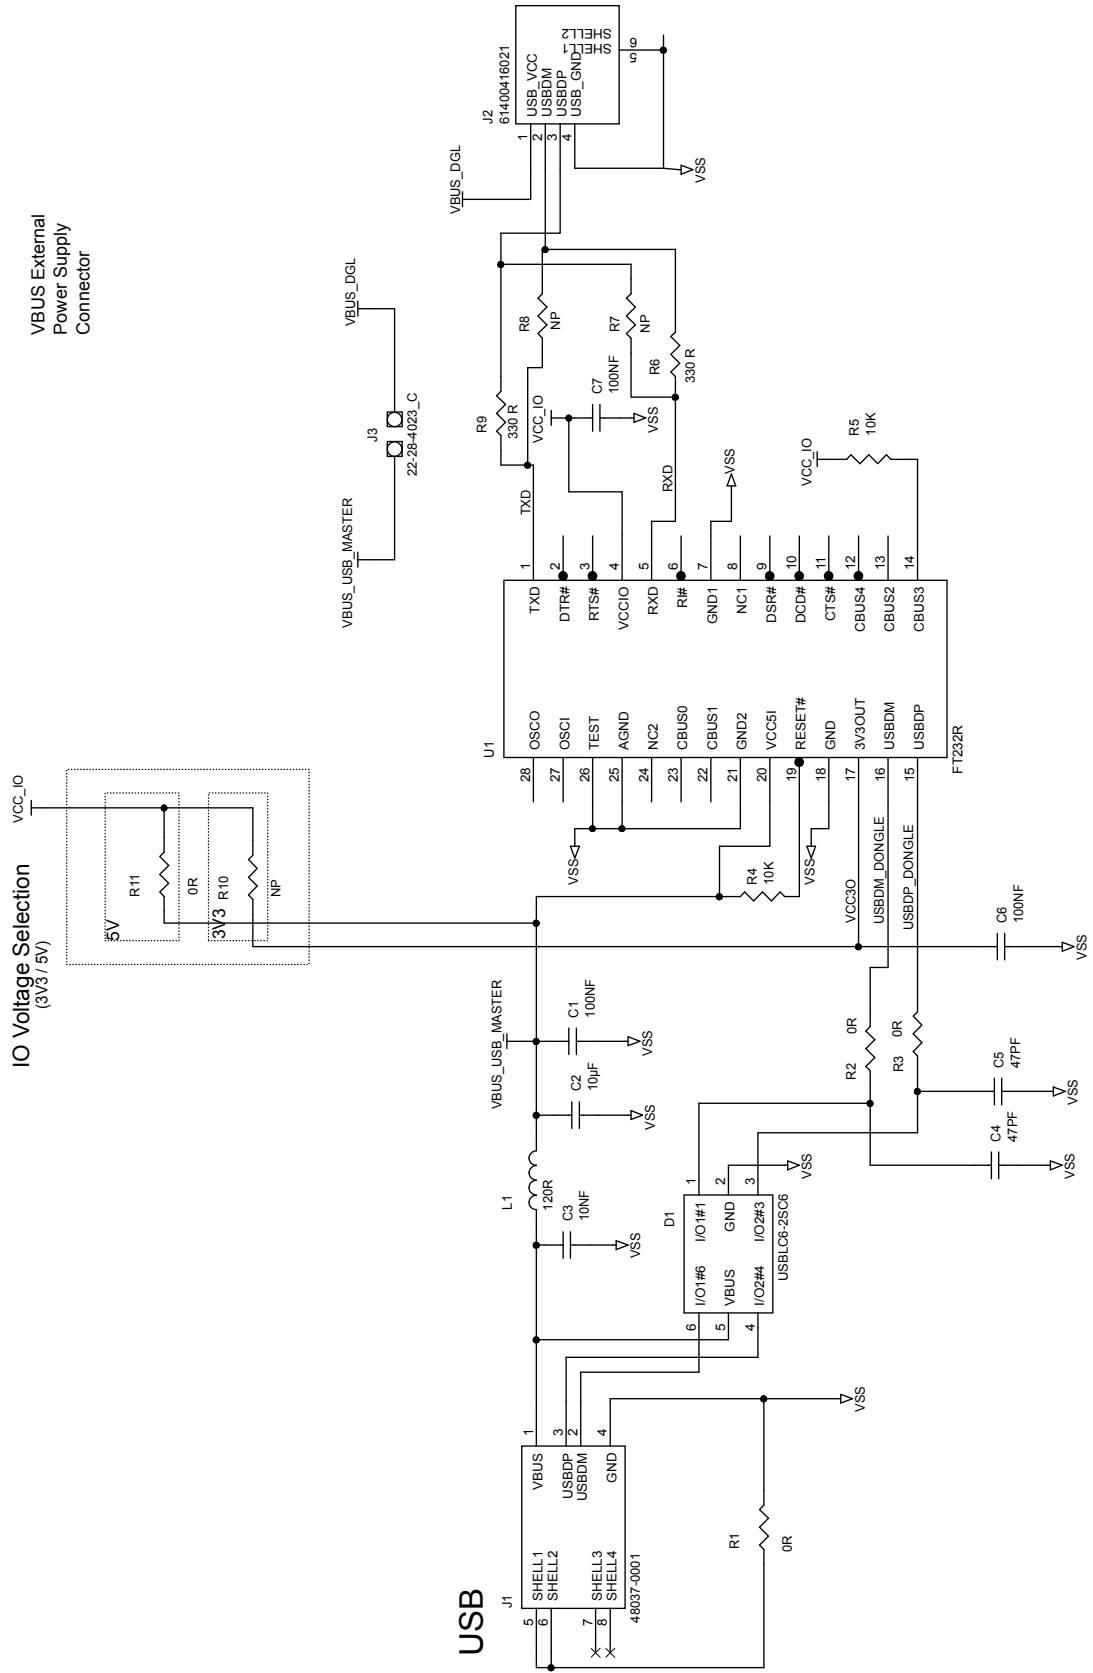 USB
J1
SHELL1
SHELL2
SHELL3
SHELL4
VBUS
USBDP
USBDM
GND
5
6
7
8
1
3
2
4
48037-0001
R1
0R
VSS
C3
10NF
VSS
L1
120R
C2
10µF
VSS
VBUS_USB_MASTER
C1
100NF
VSS
D1
I/O1#6
VBUS
I/O2#4
I/O1#1
GND
I/O2#3
6
5
4
1
2
3
USBLC6-2SC6
VSS
C4
47PF
VSS
C5
47PF
VSS
R2
0R
R3
0R
IO Voltage Selection
(3V3 / 5V)
VCC_IO
5V
R11
0R
3V3
R10
NP
C6
100NF
VSS
VCC3O
USBDM_DONGLE
USBDP_DONGLE
R4
10K
VSS
VSS
U1
28
27
26
25
24
23
22
21
20
19
18
17
16
15
OSCO
OSCI
TEST
AGND
NC2
CBUS0
CBUS1
GND2
VCC5I
RESET#
GND
3V3OUT
USBDM
USBDP
TXD
DTR#
RTS#
VCCIO
RXD
RI#
GND1
NC1
DSR#
DCD#
CTS#
CBUS4
CBUS2
CBUS3
1
2
3
4
5
6
7
8
9
10
11
12
13
14
FT232R
TXD
RXD
VSS
VCC_IO
R5
10K
VCC_IO
C7
100NF
VSS
R9
330 R
R8
NP
R7
NP
R6
330 R
VBUS External
Power Supply
Connector
VBUS_USB_MASTER
J3
22-28-4023_C
VBUS_DGL
VBUS_DGL
J2
61400416021
1
2
3
4
USB_VCC
USBDM
USBDP
USB_GND
SHELL1
SHELL2
5
6
VSS